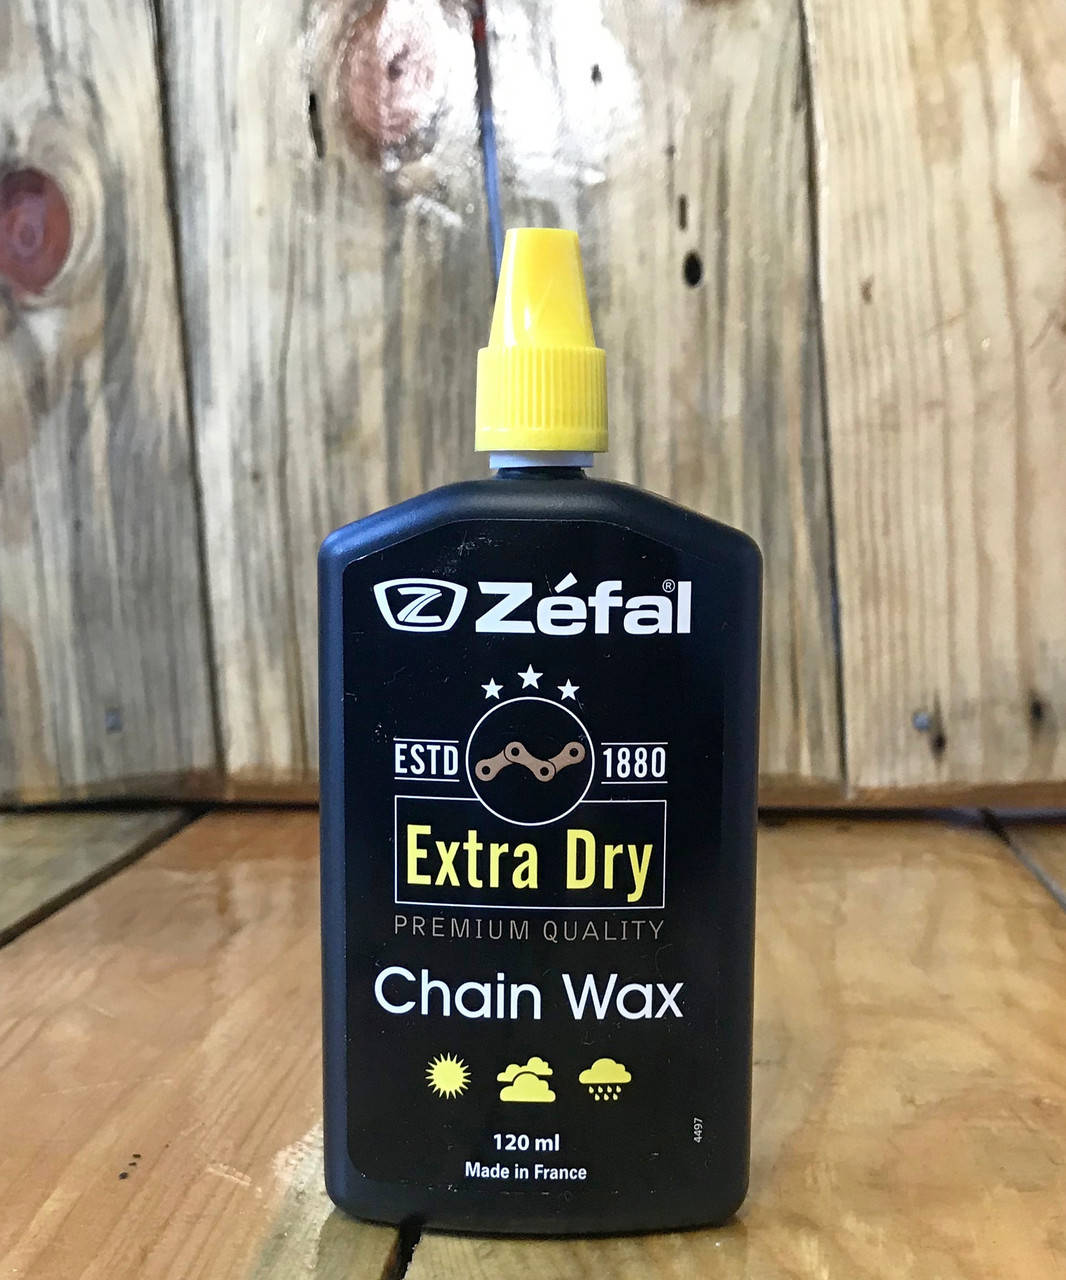 Zéfal®
ESTD 1880
Extra Dry
PREMIUM QUALITY
Chain Wax
4497
120 ml
Made in France